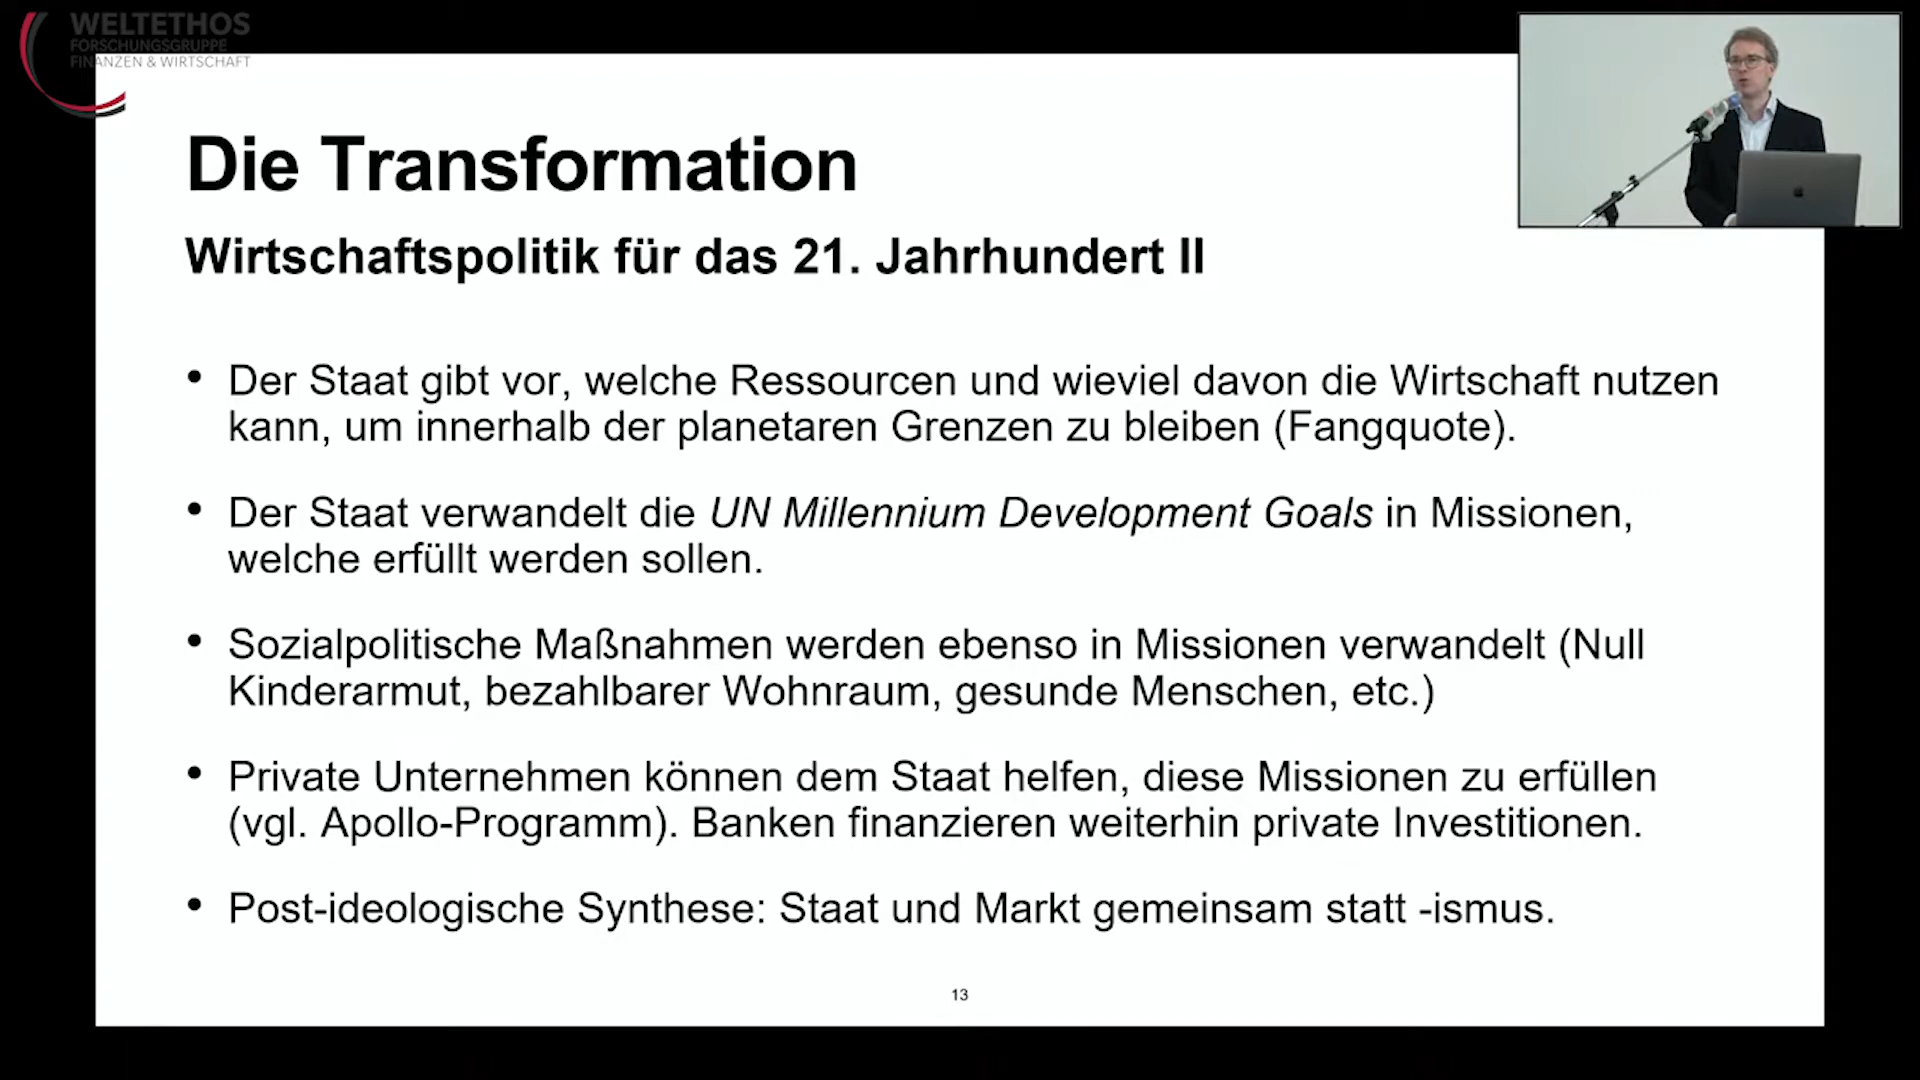 WELTETHOS
FORSCHUNGSGRUPPE
FINANZEN & WIRTSCHAFT
Die Transformation
Wirtschaftspolitik für das 21. Jahrhundert II
• Der Staat gibt vor, welche Ressourcen und wieviel davon die Wirtschaft nutzen
kann, um innerhalb der planetaren Grenzen zu bleiben (Fangquote).
• Der Staat verwandelt die UN Millennium Development Goals in Missionen,
welche erfüllt werden sollen.
• Sozialpolitische Maßnahmen werden ebenso in Missionen verwandelt (Null
Kinderarmut, bezahlbarer Wohnraum, gesunde Menschen, etc.)
• Private Unternehmen können dem Staat helfen, diese Missionen zu erfüllen
(vgl. Apollo-Programm). Banken finanzieren weiterhin private Investitionen.
• Post-ideologische Synthese: Staat und Markt gemeinsam statt -ismus.
13